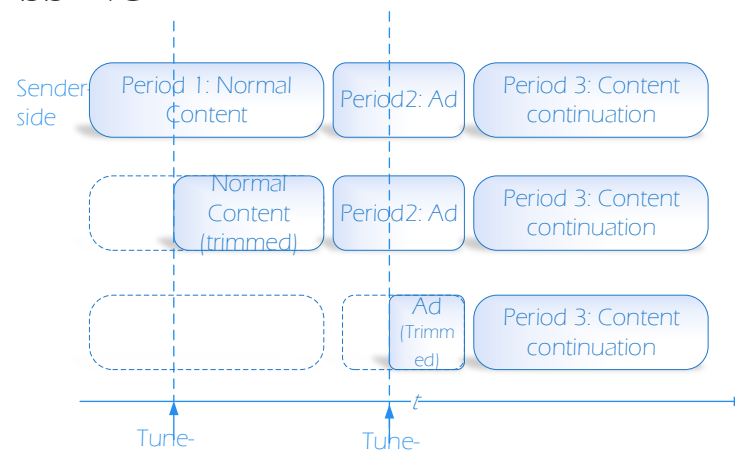 Sender-
side
Period 1: Normal
Content
Period2: Ad
Period 3: Content
continuation
Normal
Content
(trimmed)
Period2: Ad
Period 3: Content
continuation
Ad
(Trimm
ed)
Period 3: Content
continuation
t
Tune-
Tune-